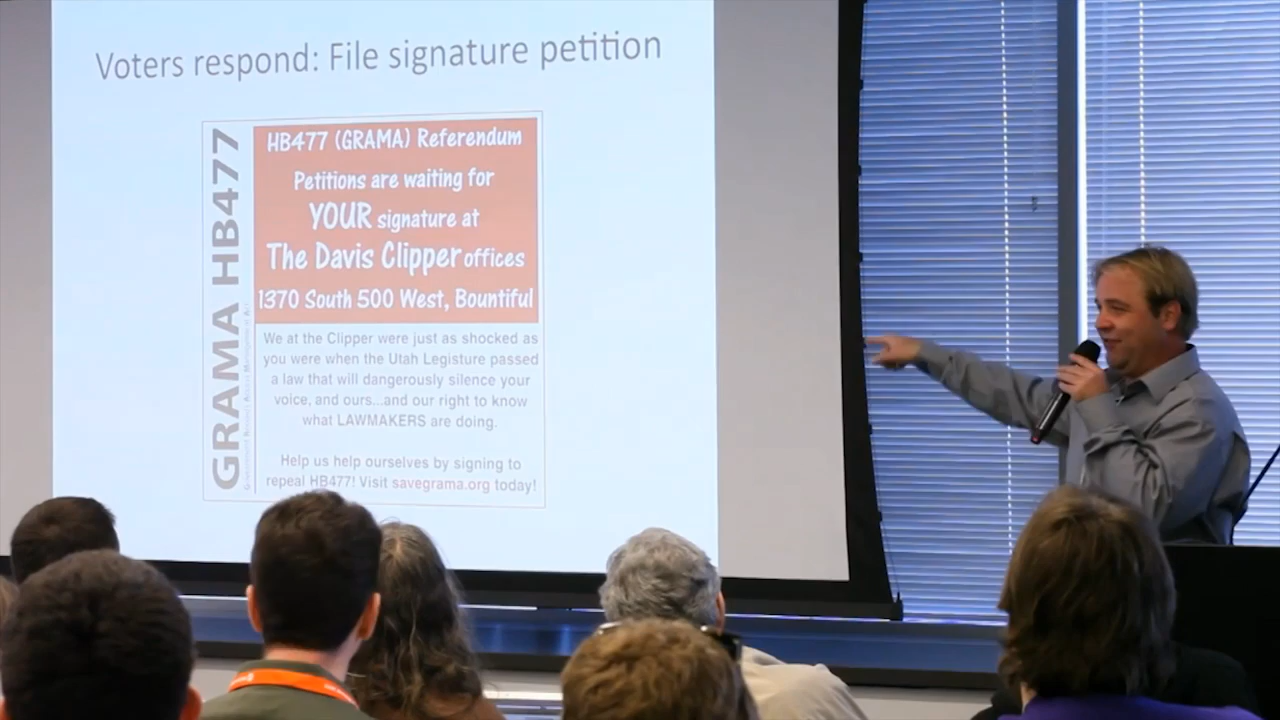 Voters respond: File signature petition
GRAMA HB477
HB477 (GRAMA) Referendum
Petitions are waiting for
YOUR signature at
The Davis Clipper offices
1370 South 500 West, Bountiful
We at the Clipper were just as shocked as
you were when the Utah Legisture passed
a law that will dangerously silence your
voice, and ours...and our right to know
what LAWMAKERS are doing.
Help us help ourselves by signing to
repeal HB477! Visit savegrama.org today!